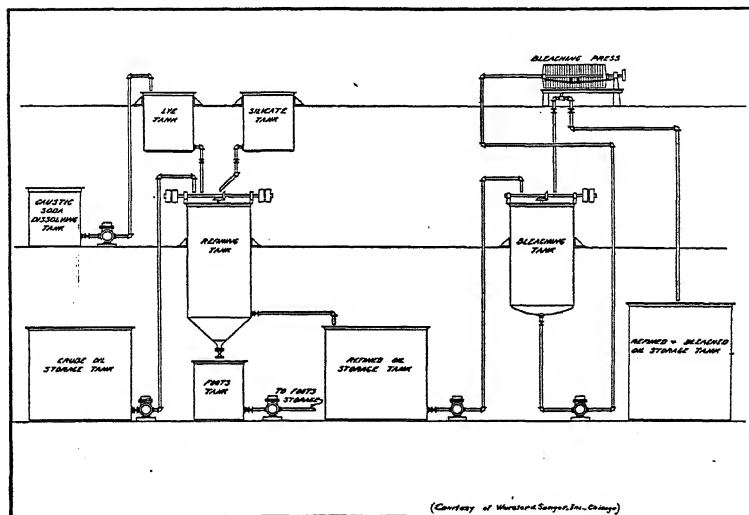 BLEACHING PRESS
LYE
TANK
SILICATE
TANK
CAUSTIC
SODA
DISSOLVING
TANK
REFINING
TANK
BLEACHING
TANK
CRUDE OIL
STORAGE TANK
FOOTS
TANK
TO FOOTS
STORAGE
REFINED OIL
STORAGE TANK
REFINED & BLEACHED
OIL STORAGE TANK
(Courtesy of Wurster & Sanger, Inc., Chicago)